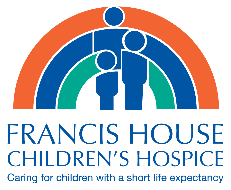 FRANCIS HOUSE
CHILDREN'S HOSPICE
Caring for children with a short life expectancy